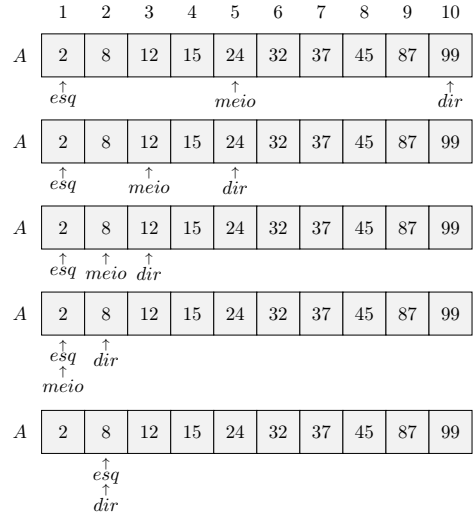 1 2 3 4 5 6 7 8 9 10
A 2 8 12 15 24 32 37 45 87 99
↑ ↑ ↑
esq meio dir
A 2 8 12 15 24 32 37 45 87 99
↑ ↑ ↑
esq meio dir
A 2 8 12 15 24 32 37 45 87 99
↑ ↑ ↑
esq meio dir
A 2 8 12 15 24 32 37 45 87 99
↑ ↑
esq dir
↑
meio
A 2 8 12 15 24 32 37 45 87 99
↑
esq
↑
dir